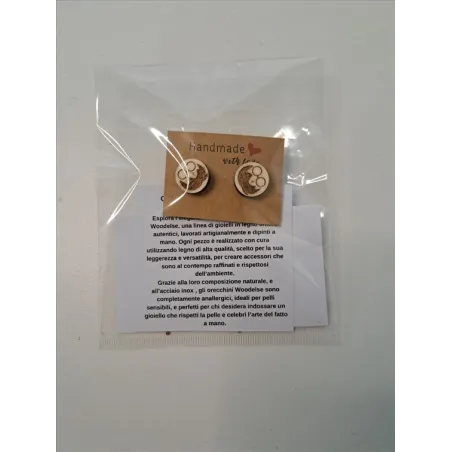 Handmade
with love
Esplora l'elega
Woodelse, una linea di gioielli in legno
autentici, lavorati artigianalmente e dipinti a
mano. Ogni pezzo è realizzato con cura
utilizzando legno di alta qualità, scelto per la sua
leggerezza e versatilità, per creare accessori che
sono al contempo raffinati e rispettosi
dell'ambiente.
Grazie alla loro composizione naturale, e
all'acciaio inox , gli orecchini Woodelse sono
completamente anallergici, ideali per pelli
sensibili, e perfetti per chi desidera indossare un
gioiello che rispetti la pelle e celebri l'arte del fatto
a mano.